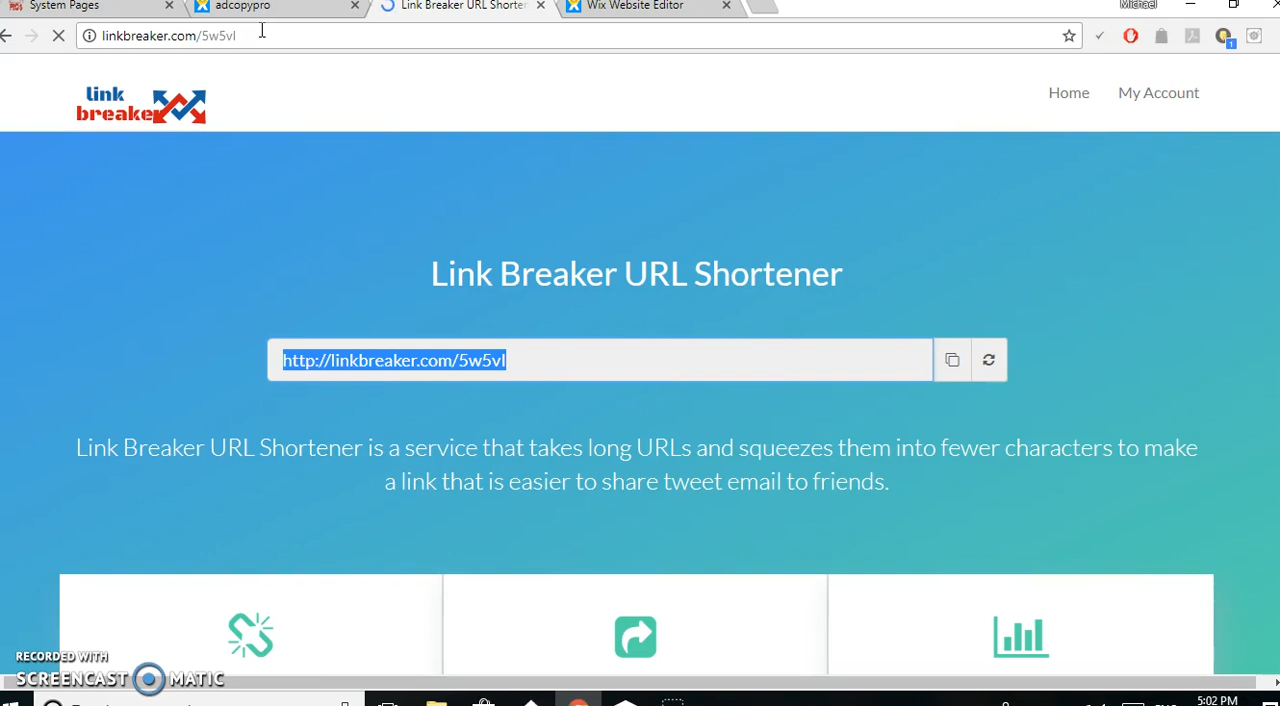 System Pages
adcopypro
Link Breaker URL Shorter
Wix Website Editor
Michael
linkbreaker.com/5w5vl
link
breaker
Home
My Account
Link Breaker URL Shortener
http://linkbreaker.com/5w5vl
Link Breaker URL Shortener is a service that takes long URLs and squeezes them into fewer characters to make
a link that is easier to share tweet email to friends.
RECORDED WITH
SCREENCAST MATIC
5:02 PM